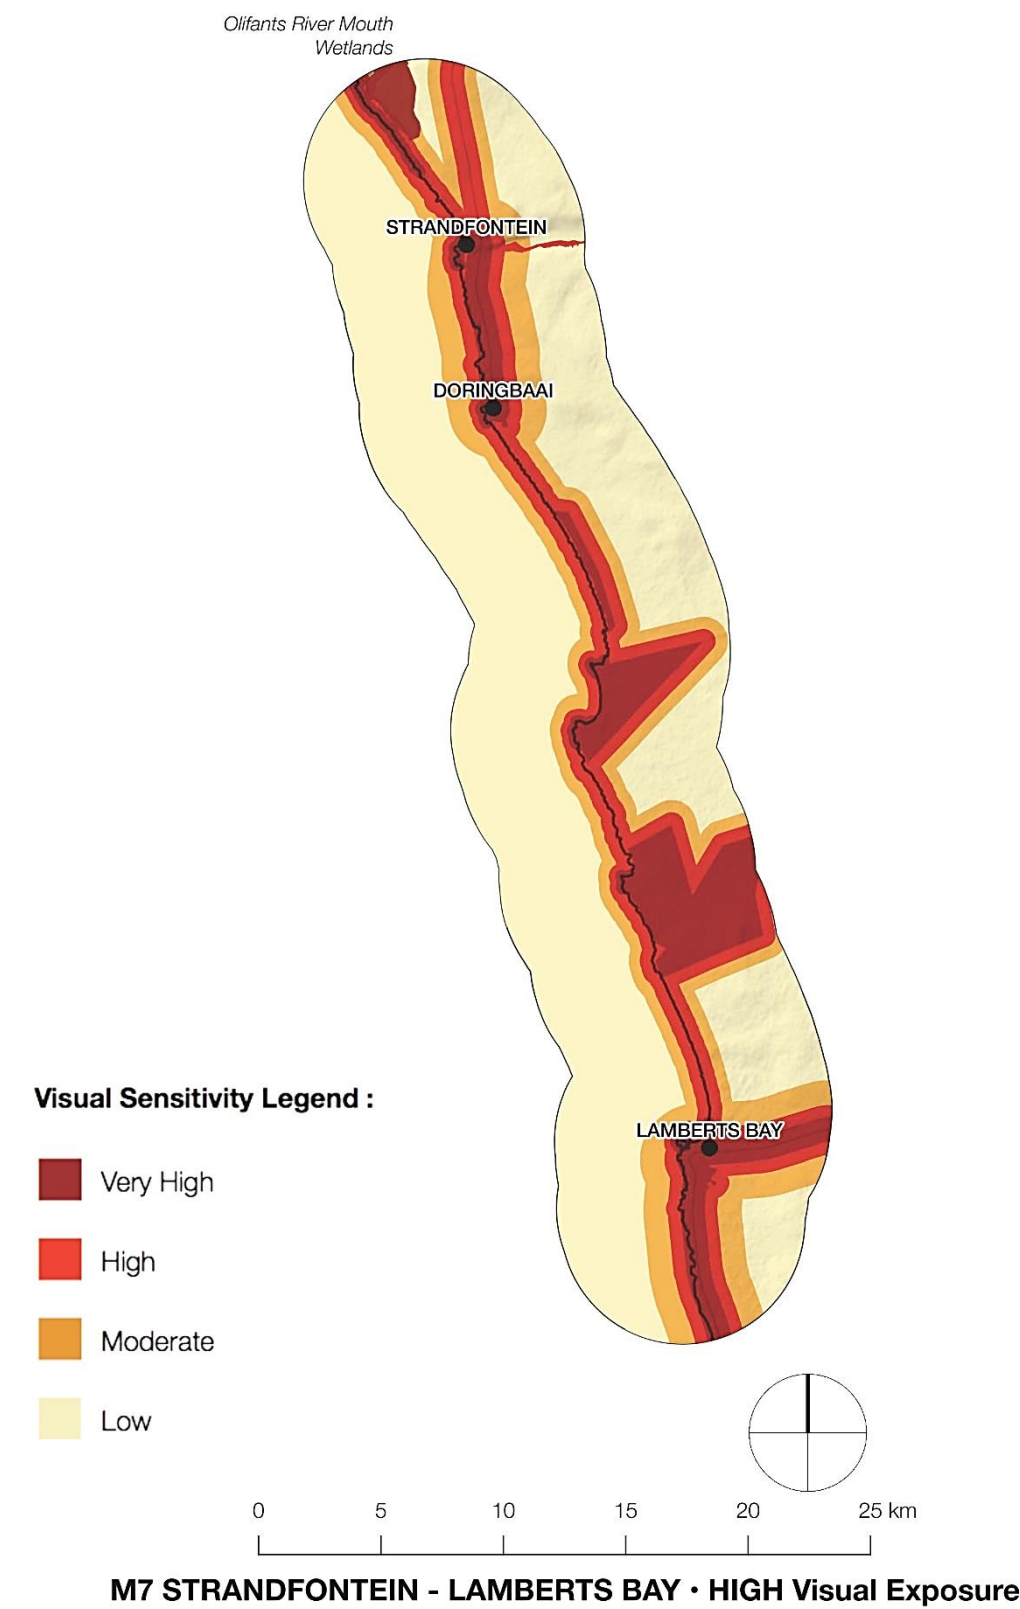 Olifants River Mouth
Wetlands
STRANDFONTEIN
DORINGBAAI
LAMBERTS BAY
Visual Sensitivity Legend :
Very High
High
Moderate
Low
0 5 10 15 20 25 km
M7 STRANDFONTEIN - LAMBERTS BAY • HIGH Visual Exposure